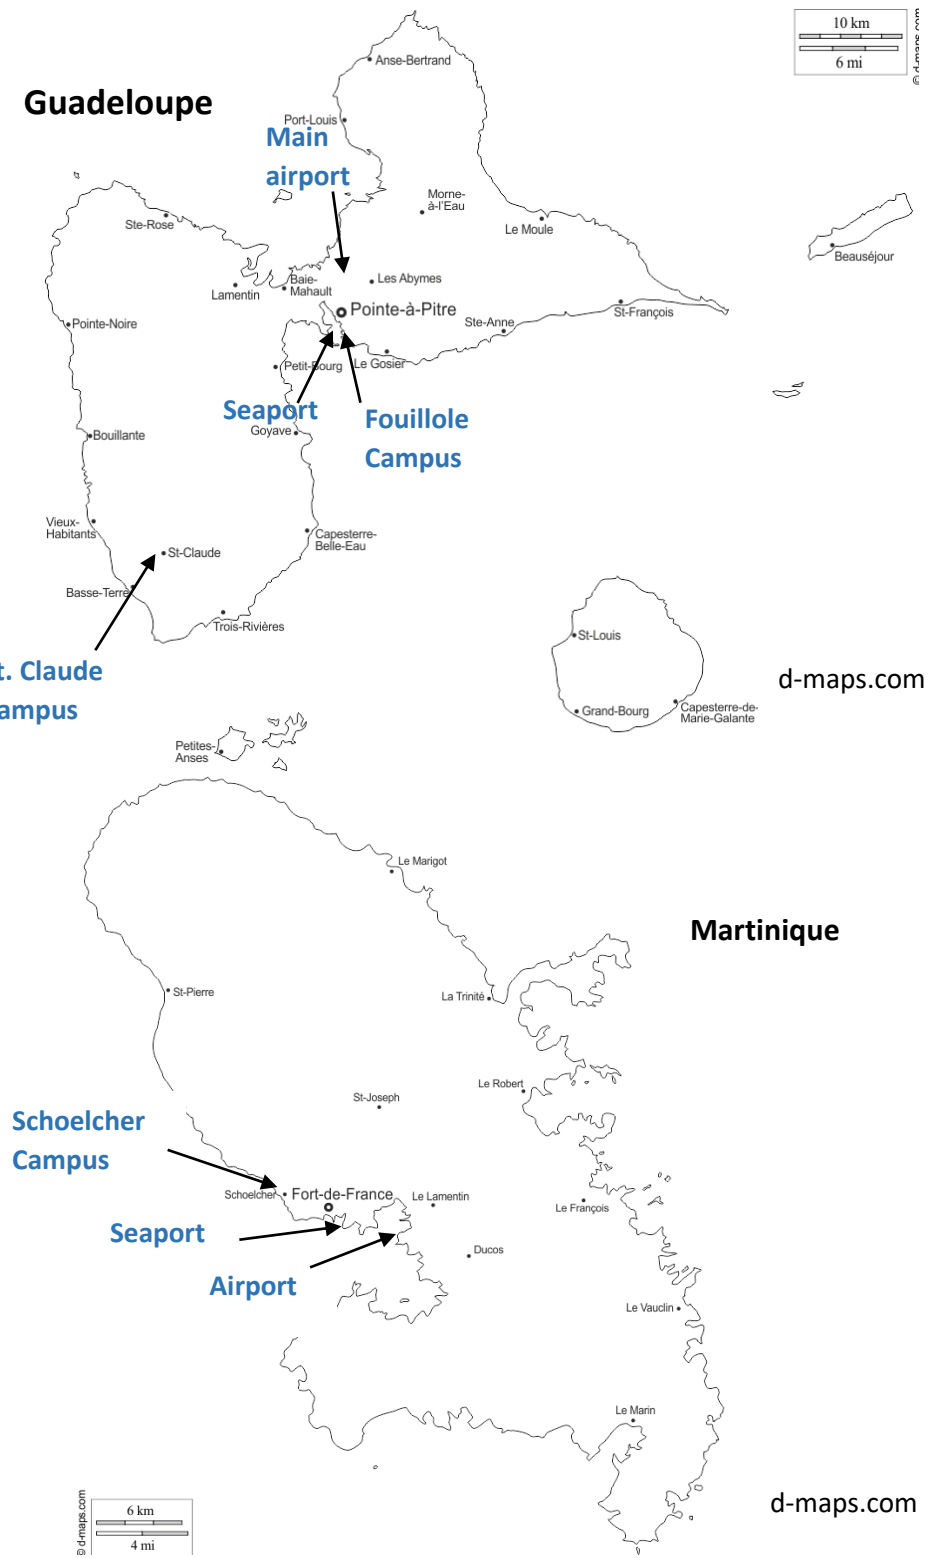 10 km
6 mi
© d-maps.com
Anse-Bertrand
Guadeloupe
Port-Louis
Main
airport
Morne-
à-l'Eau
Ste-Rose
Le Moule
Beauséjour
Les Abymes
Baie-
Mahault
Lamentin
Pointe-à-Pitre
St-François
Ste-Anne
Pointe-Noire
Petit-Bourg
Le Gosier
Seaport
Fouillole
Campus
Goyave
Bouillante
Vieux-
Habitants
Capesterre-
Belle-Eau
St-Claude
Basse-Terre
Trois-Rivières
St-Louis
t. Claude
ampus
d-maps.com
Grand-Bourg
Capesterre-de-
Marie-Galante
Petites-
Anses
Le Marigot
Martinique
St-Pierre
La Trinité
Le Robert
St-Joseph
Schoelcher
Campus
Schoelcher
Fort-de-France
Le Lamentin
Le François
Seaport
Ducos
Airport
Le Vauclin
Le Marin
d-maps.com
6 km
4 mi
© d-maps.com